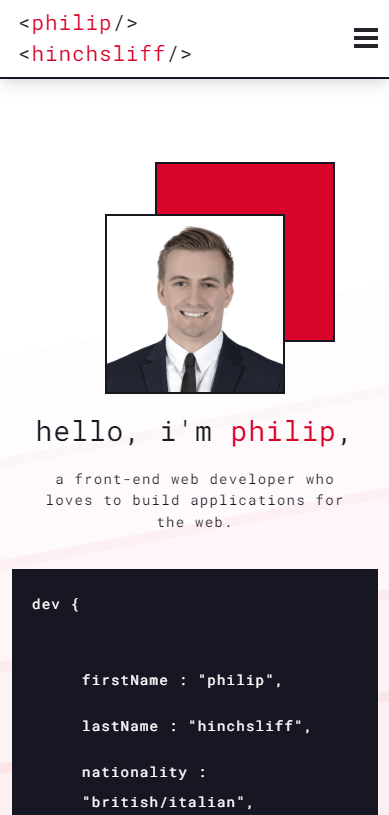 <philip/>
<hinchsliff/>
hello, i'm philip,
a front-end web developer who
loves to build applications for
the web.
dev {
firstName : "philip",
lastName : "hinchsliff",
nationality :
"british/italian",